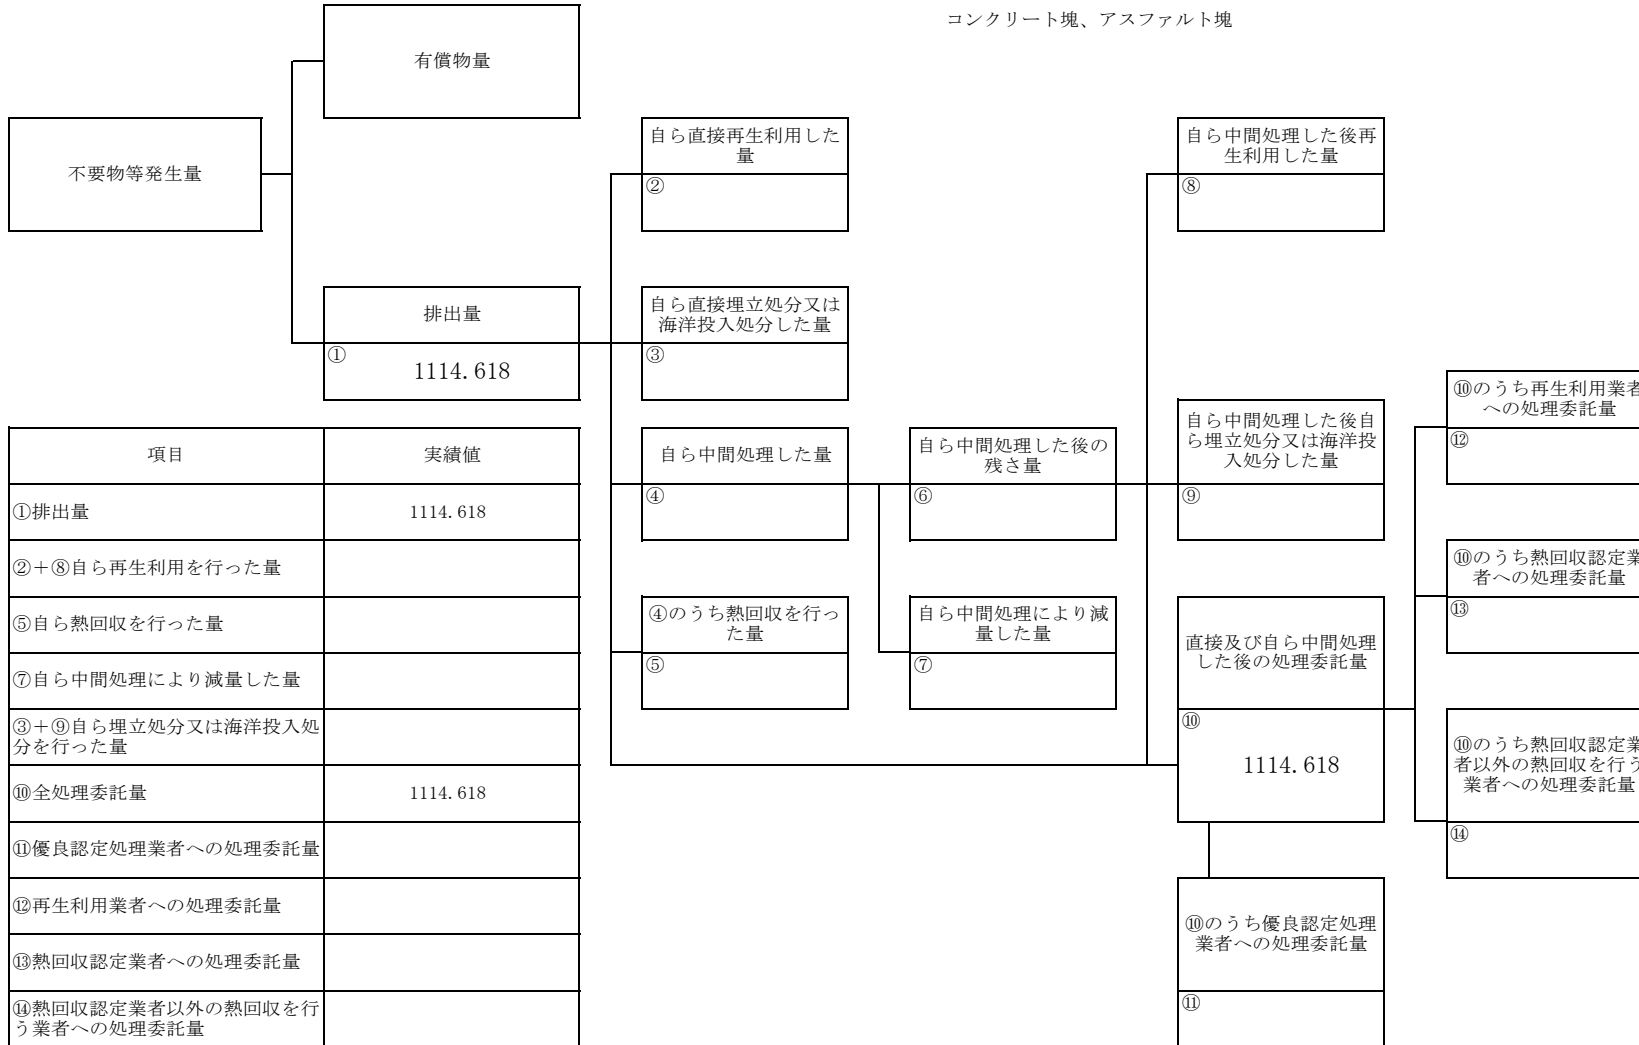 コンクリート塊、アスファルト塊
有償物量
不要物等発生量
自ら直接再生利用した
量
②
自ら中間処理した後再
生利用した量
⑧
排出量
①
1114.618
自ら直接埋立処分又は
海洋投入処分した量
③
項目
実績値
①排出量
1114.618
②+⑧自ら再生利用を行った量
⑤自ら熱回収を行った量
⑦自ら中間処理により減量した量
③+⑨自ら埋立処分又は海洋投入処
分を行った量
⑩全処理委託量
1114.618
⑪優良認定処理業者への処理委託量
⑫再生利用業者への処理委託量
⑬熱回収認定業者への処理委託量
⑭熱回収認定業者以外の熱回収を行
う業者への処理委託量
自ら中間処理した量
④
自ら中間処理した後の
残さ量
⑥
自ら中間処理した後自
ら埋立処分又は海洋投
入処分した量
⑨
④のうち熱回収を行っ
た量
⑤
自ら中間処理により減
量した量
⑦
直接及び自ら中間処理
した後の処理委託量
⑩
1114.618
⑩のうち優良認定処理
業者への処理委託量
⑪
⑩のうち再生利用業者
への処理委託量
⑫
⑩のうち熱回収認定業
者への処理委託量
⑬
⑩のうち熱回収認定業
者以外の熱回収を行う
業者への処理委託量
⑭